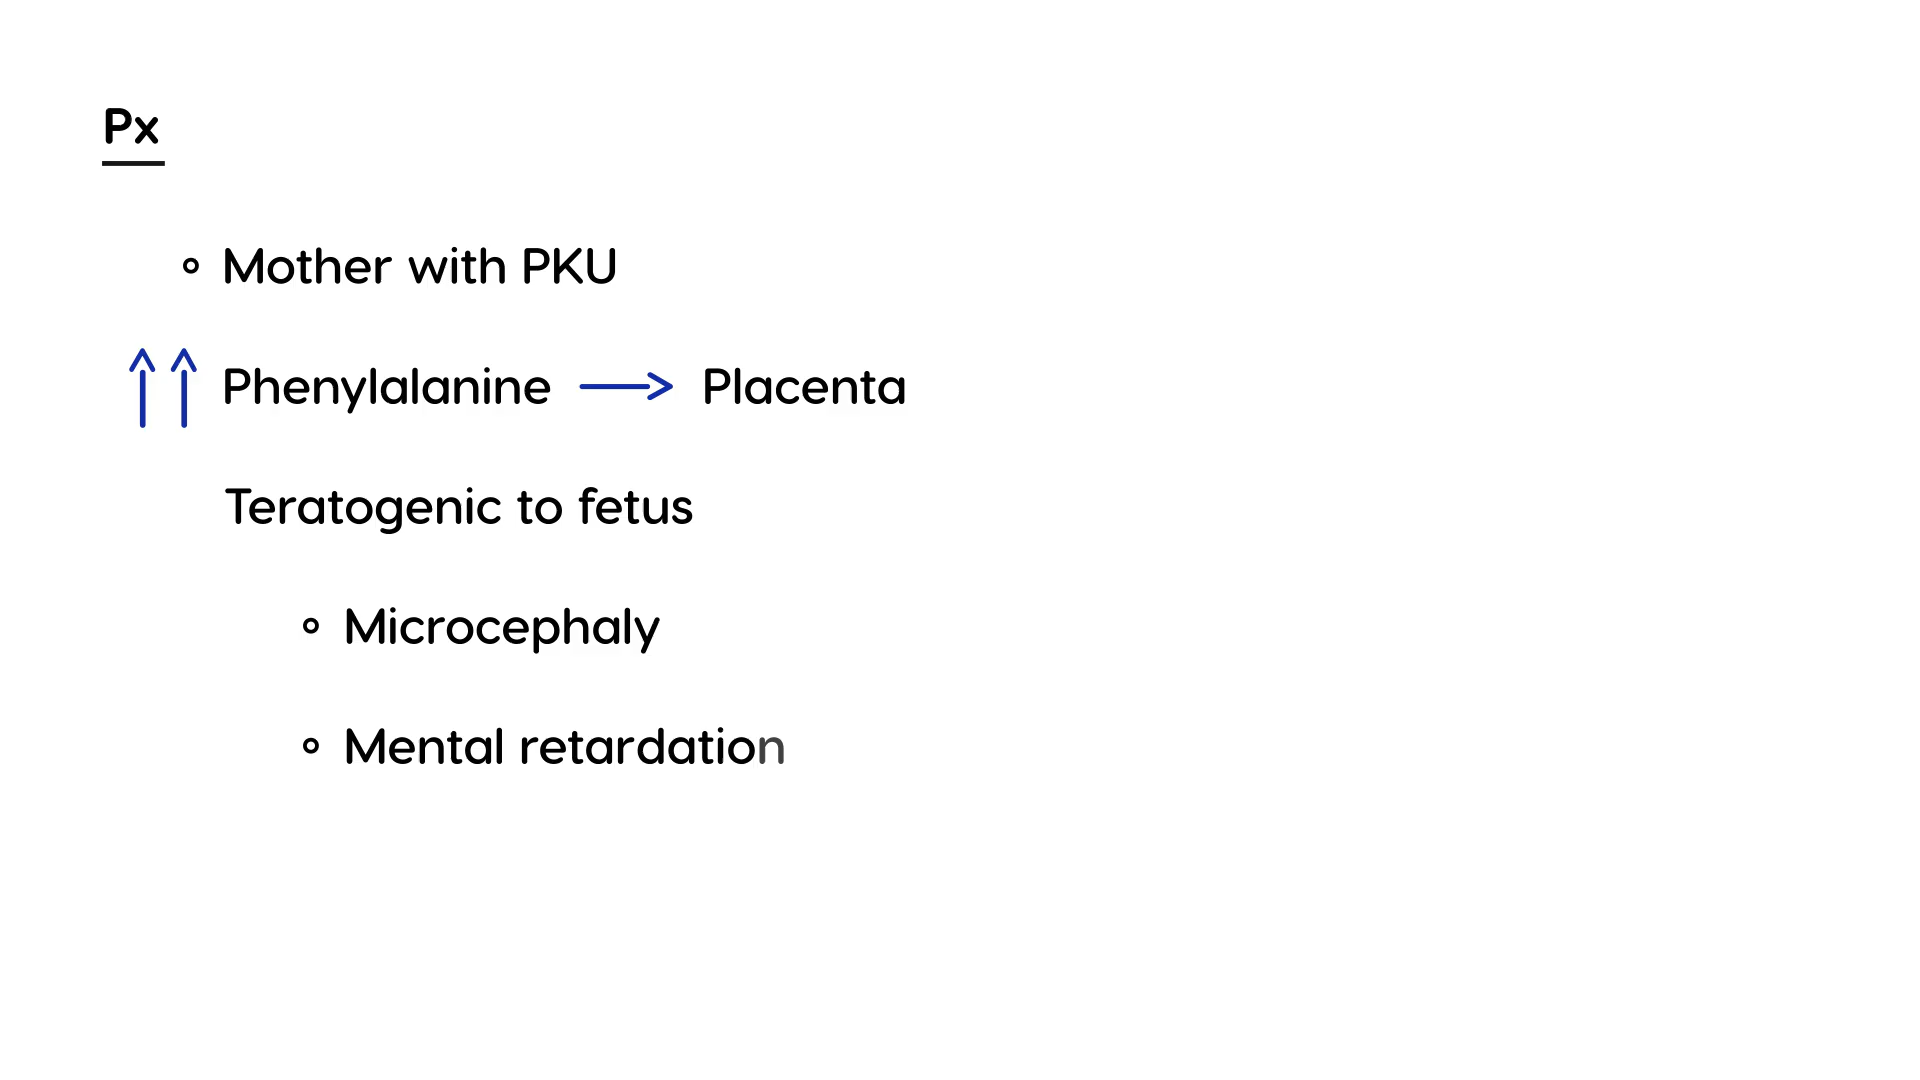 Px
Mother with PKU
Phenylalanine → Placenta
Teratogenic to fetus
Microcephaly
Mental retardation